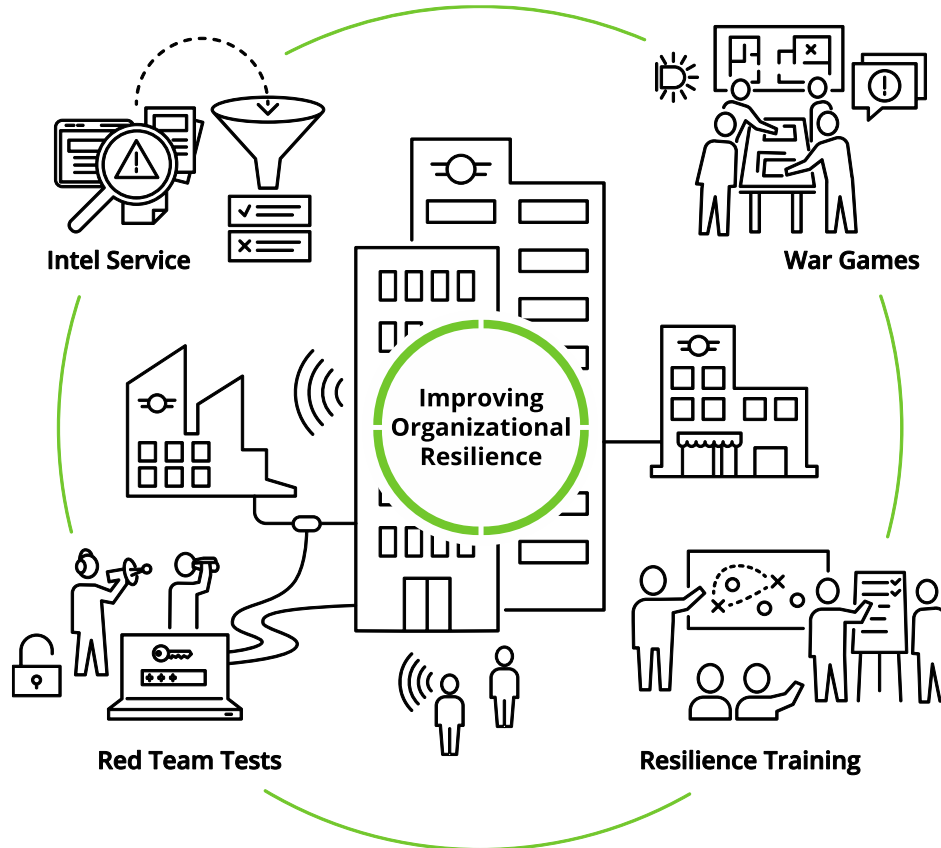 Intel Service
War Games
Improving
Organizational
Resilience
Red Team Tests
Resilience Training